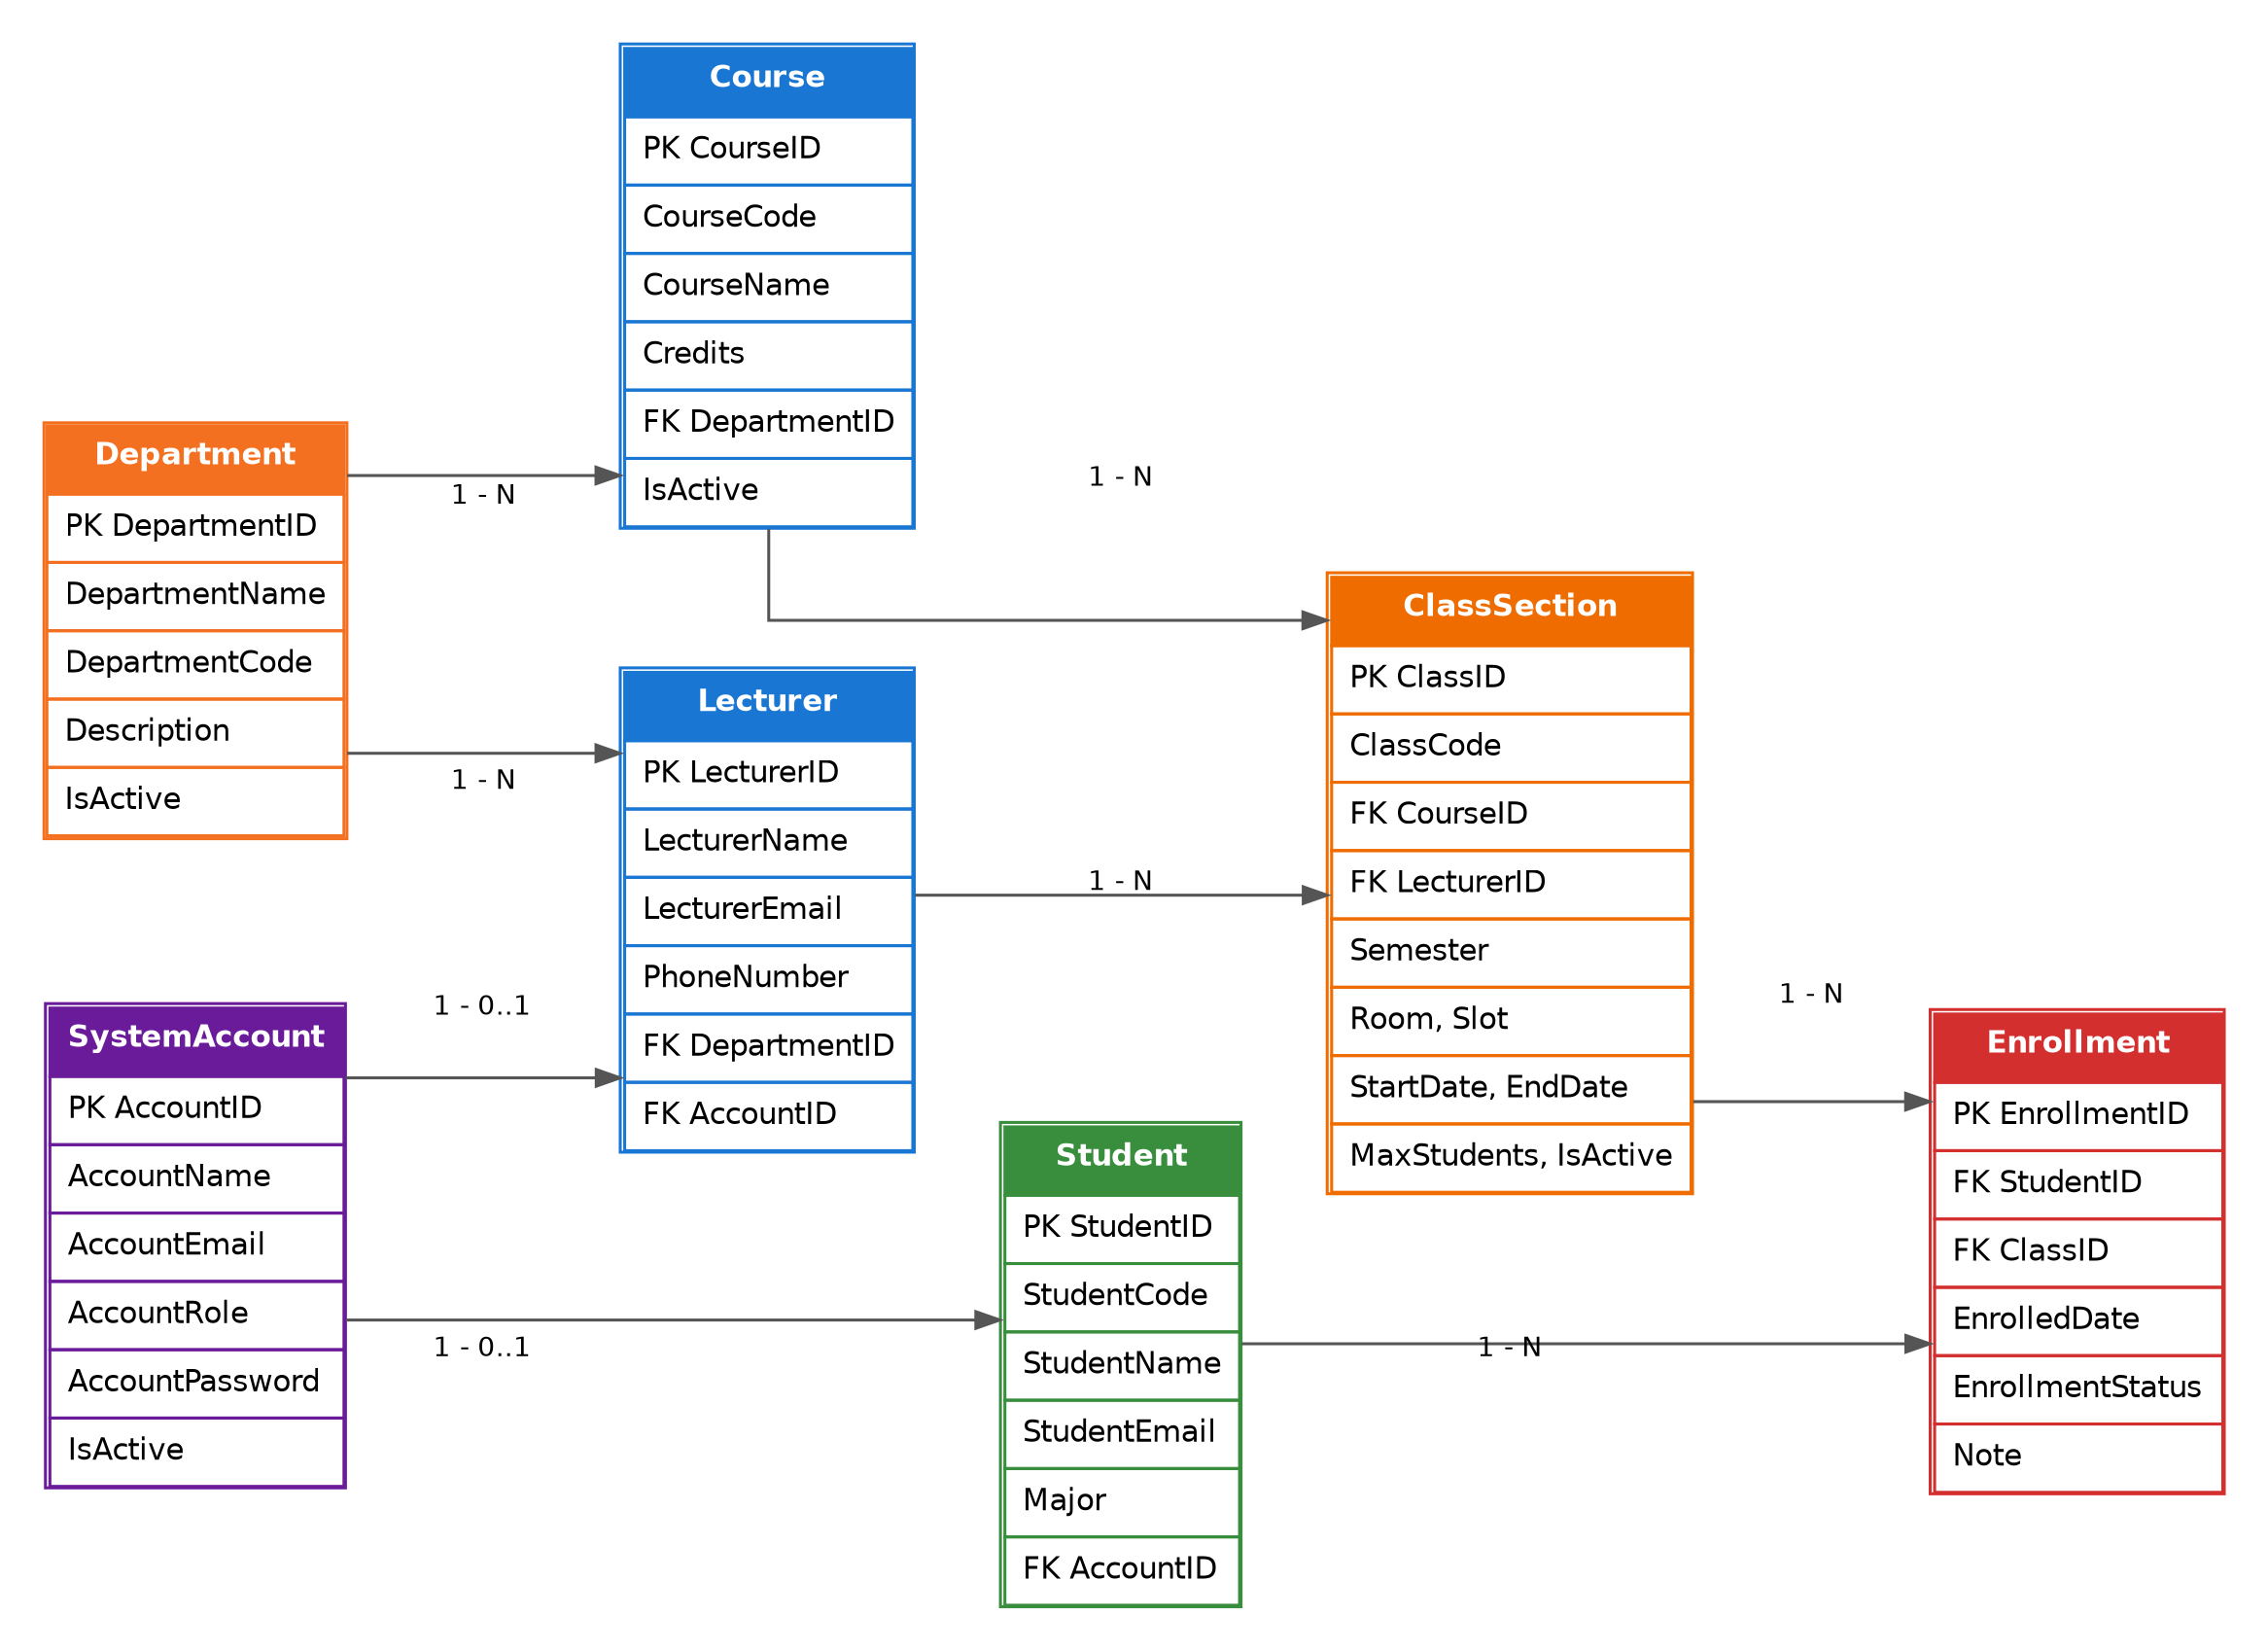 Course
PK CourseID
CourseCode
CourseName
Credits
FK DepartmentID
IsActive
Department
PK DepartmentID
DepartmentName
DepartmentCode
Description
IsActive
1 - N
1 - N
1 - N
Lecturer
PK LecturerID
LecturerName
LecturerEmail
PhoneNumber
FK DepartmentID
FK AccountID
ClassSection
PK ClassID
ClassCode
FK CourseID
FK LecturerID
Semester
Room, Slot
StartDate, EndDate
MaxStudents, IsActive
1 - N
1 - 0..1
1 - N
SystemAccount
PK AccountID
AccountName
AccountEmail
AccountRole
AccountPassword
IsActive
1 - 0..1
Student
PK StudentID
StudentCode
StudentName
StudentEmail
Major
FK AccountID
1 - N
Enrollment
PK EnrollmentID
FK StudentID
FK ClassID
EnrolledDate
EnrollmentStatus
Note